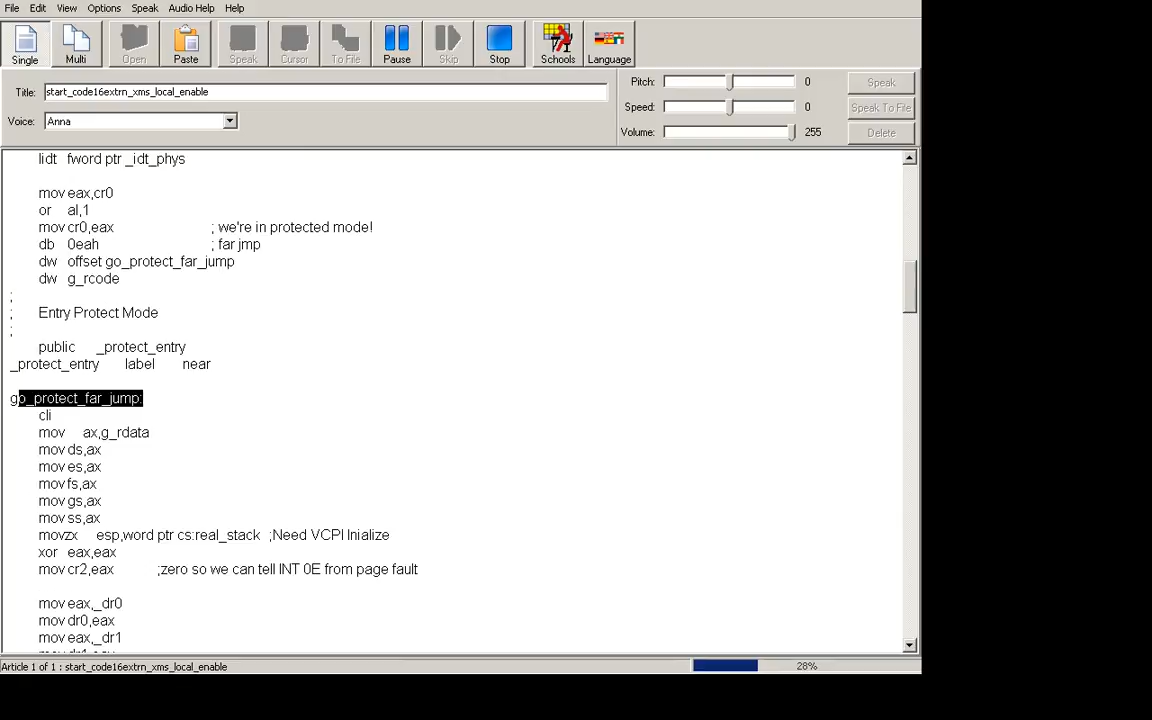 File Edit View Options Speak Audio Help Help
Single Multi Open Paste Speak Cursor To File Pause Skip Stop Schools Language
Title: start_code16extrn_xms_local_enable
Voice: Anna
Pitch: 0 Speak
Speed: 0 Speak To File
Volume: 255 Delete
lidt fword ptr _idt_phys
mov eax,cr0
or al,1
mov cr0,eax ; we're in protected mode!
db 0eah ; far jmp
dw offset go_protect_far_jump
dw g_rcode
;
; Entry Protect Mode
;
public _protect_entry
_protect_entry label near
go_protect_far_jump:
cli
mov ax,g_rdata
mov ds,ax
mov es,ax
mov fs,ax
mov gs,ax
mov ss,ax
movzx esp,word ptr cs:real_stack ;Need VCPI Inialize
xor eax,eax
mov cr2,eax ;zero so we can tell INT 0E from page fault
mov eax,_dr0
mov dr0,eax
mov eax,_dr1
mov dr1,eax
Article 1 of 1 : start_code16extrn_xms_local_enable 28%